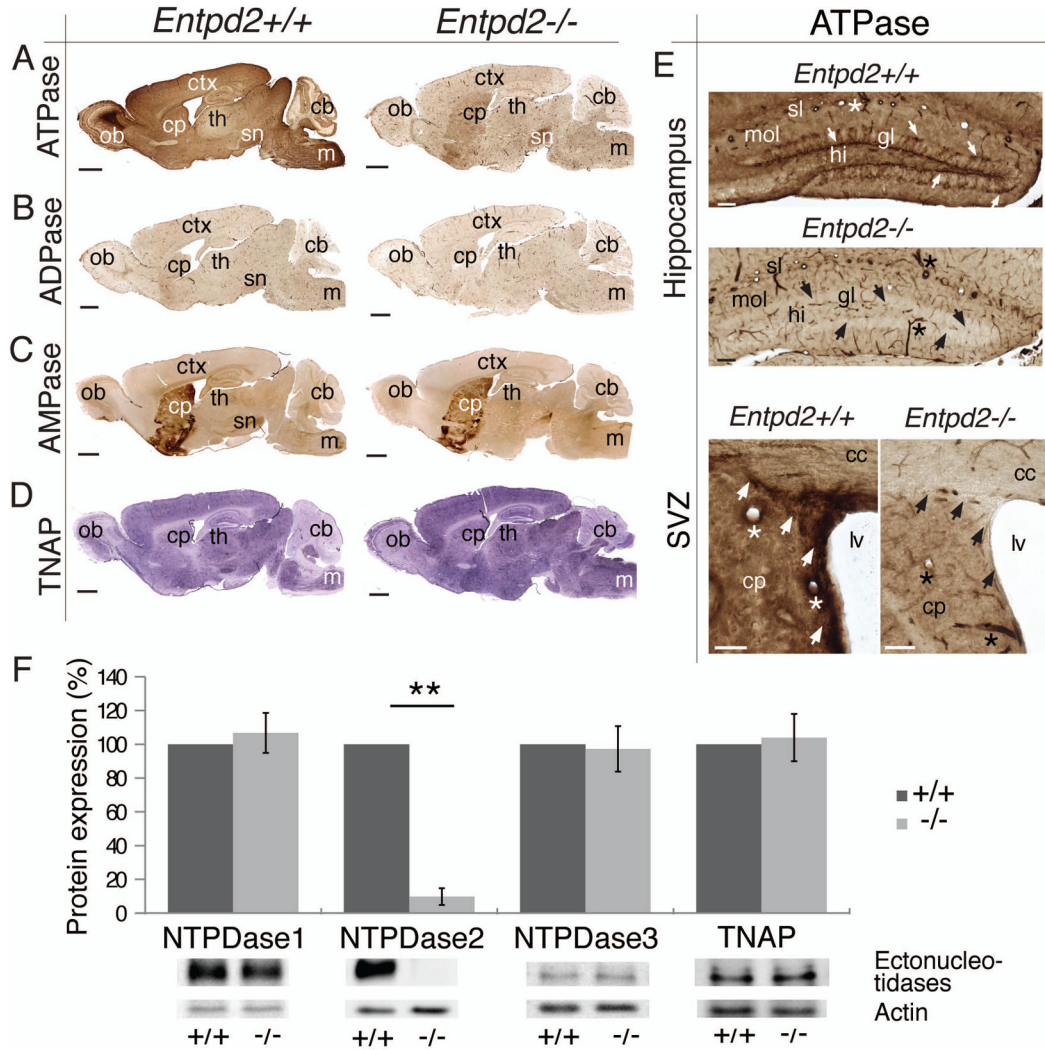 Entpd2+/+ Entpd2-/-
A
ATPase
ctx
ob
cp
th
sn
cb
m
ctx
ob
cp
th
sn
cb
m
B
ADPase
ctx
ob
cp
th
sn
cb
m
ctx
ob
cp
th
sn
cb
m
C
AMPase
ctx
ob
cp
th
sn
cb
m
ctx
ob
cp
th
cb
m
D
TNAP
ob
cp
th
cb
m
ob
cp
th
cb
m
ATPase
E
Hippocampus
Entpd2+/+
sl
*
mol
gl
hi
Entpd2-/-
sl
*
mol
gl
hi
*
SVZ
Entpd2+/+
cc
*
lv
cp
*
Entpd2-/-
cc
lv
*
cp
*
F
Protein expression (%)
140
120
100
80
60
40
20
0
**
+/+
-/-
NTPDase1 NTPDase2 NTPDase3 TNAP
Ectonucleo-
tidases
Actin
+/+ -/- +/+ -/- +/+ -/- +/+ -/-